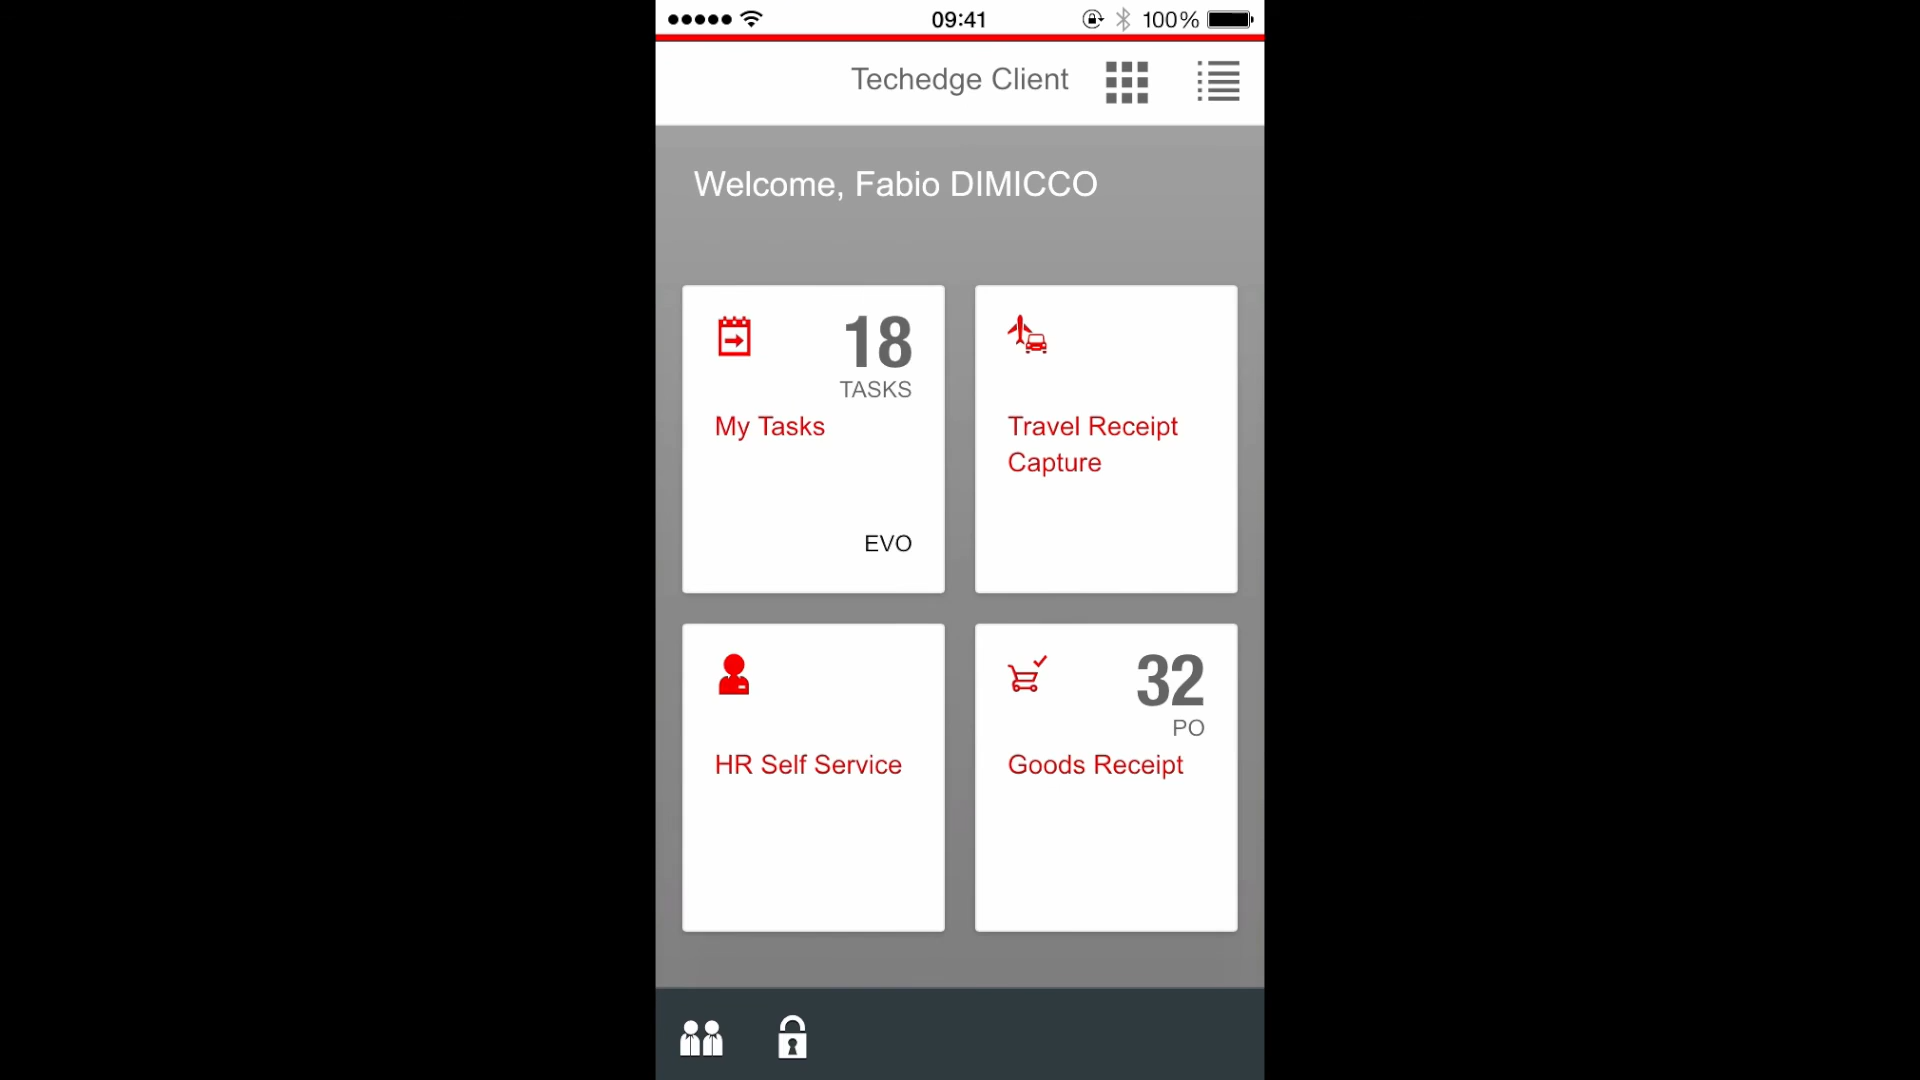 09:41
100%
Techedge Client
Welcome, Fabio DIMICCO
18
TASKS
My Tasks
EVO
Travel Receipt
Capture
HR Self Service
32
PO
Goods Receipt